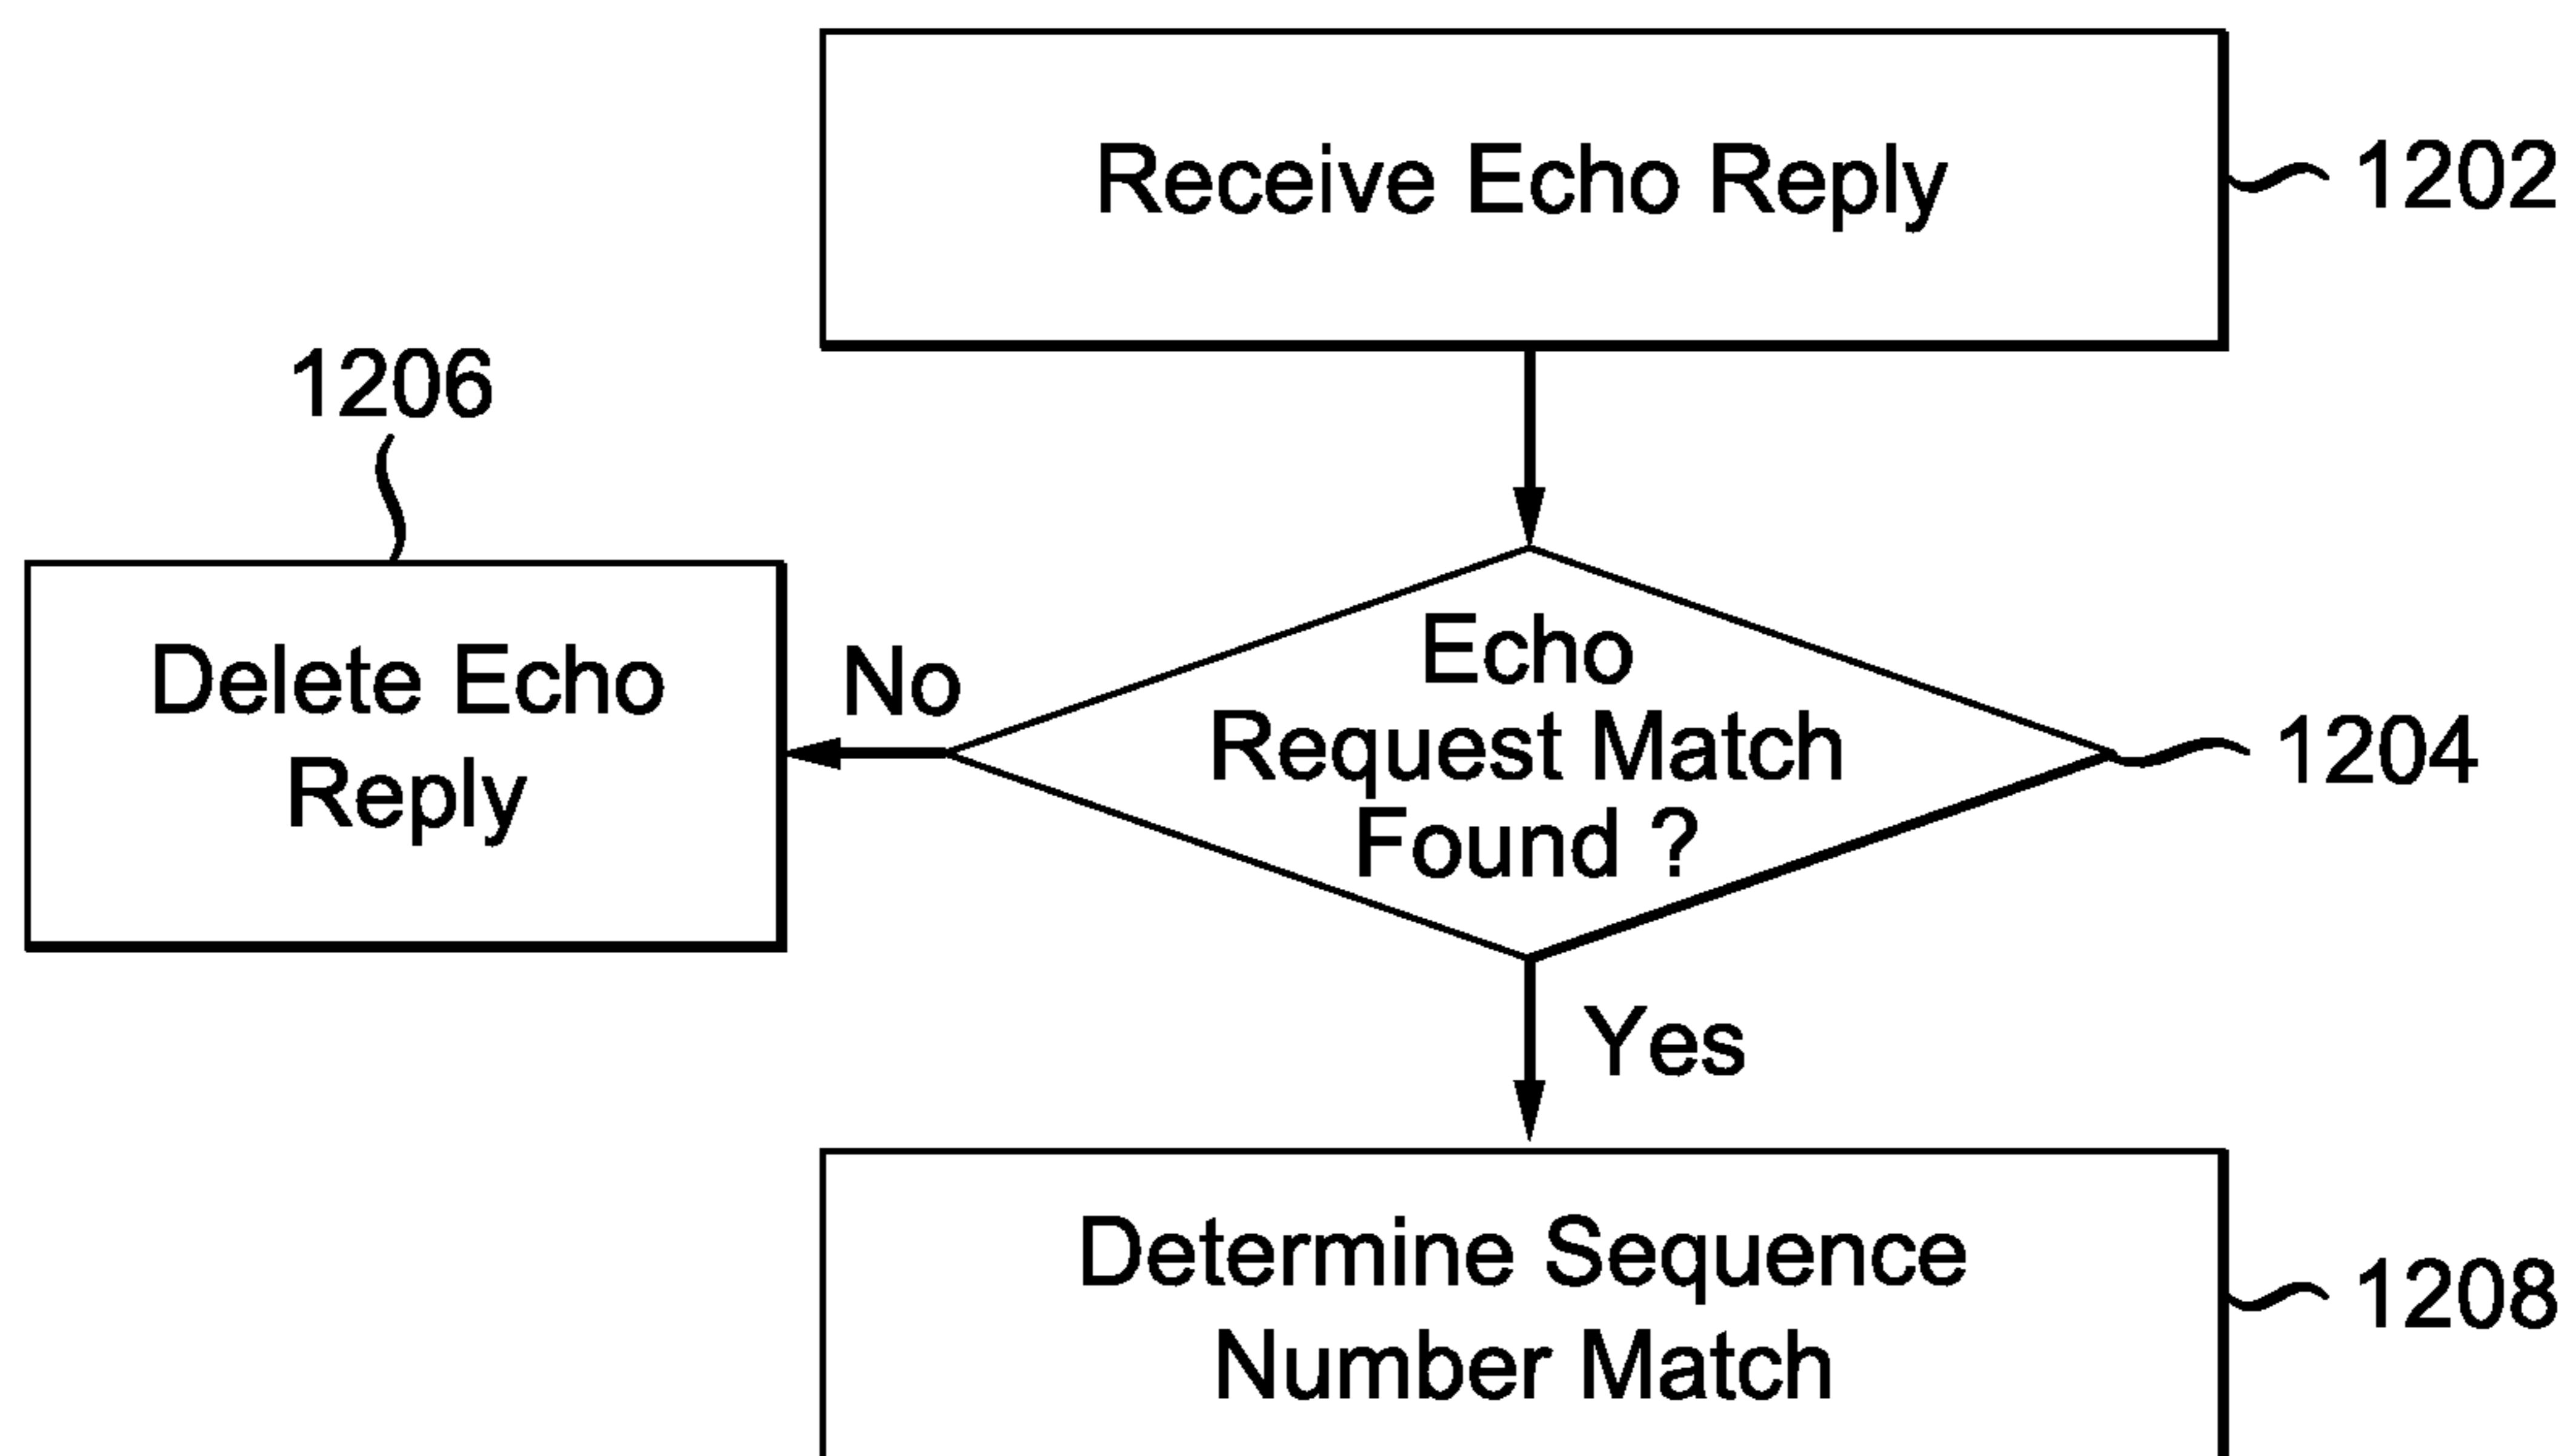 Receive Echo Reply
1202
1206
Delete Echo
Reply
No
Echo
Request Match
Found ?
1204
Yes
Determine Sequence
Number Match
1208